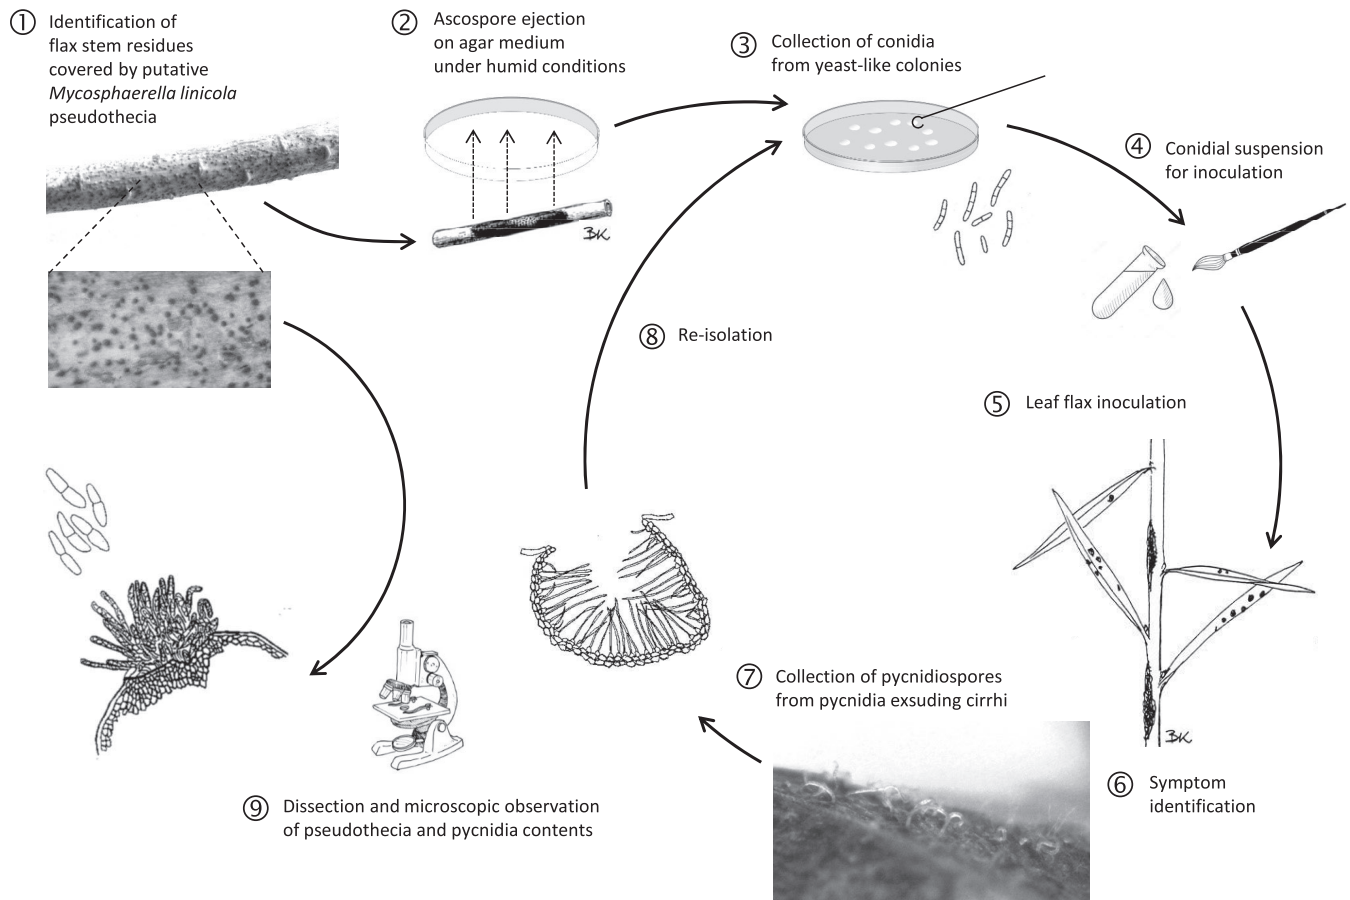 ① Identification of
flax stem residues
covered by putative
Mycosphaerella linicola
pseudothecia
② Ascospore ejection
on agar medium
under humid conditions
BK
③ Collection of conidia
from yeast-like colonies
④ Conidial suspension
for inoculation
⑤ Leaf flax inoculation
BK
⑥ Symptom
identification
⑦ Collection of pycnidiospores
from pycnidia exsuding cirrhi
⑧ Re-isolation
⑨ Dissection and microscopic observation
of pseudothecia and pycnidia contents